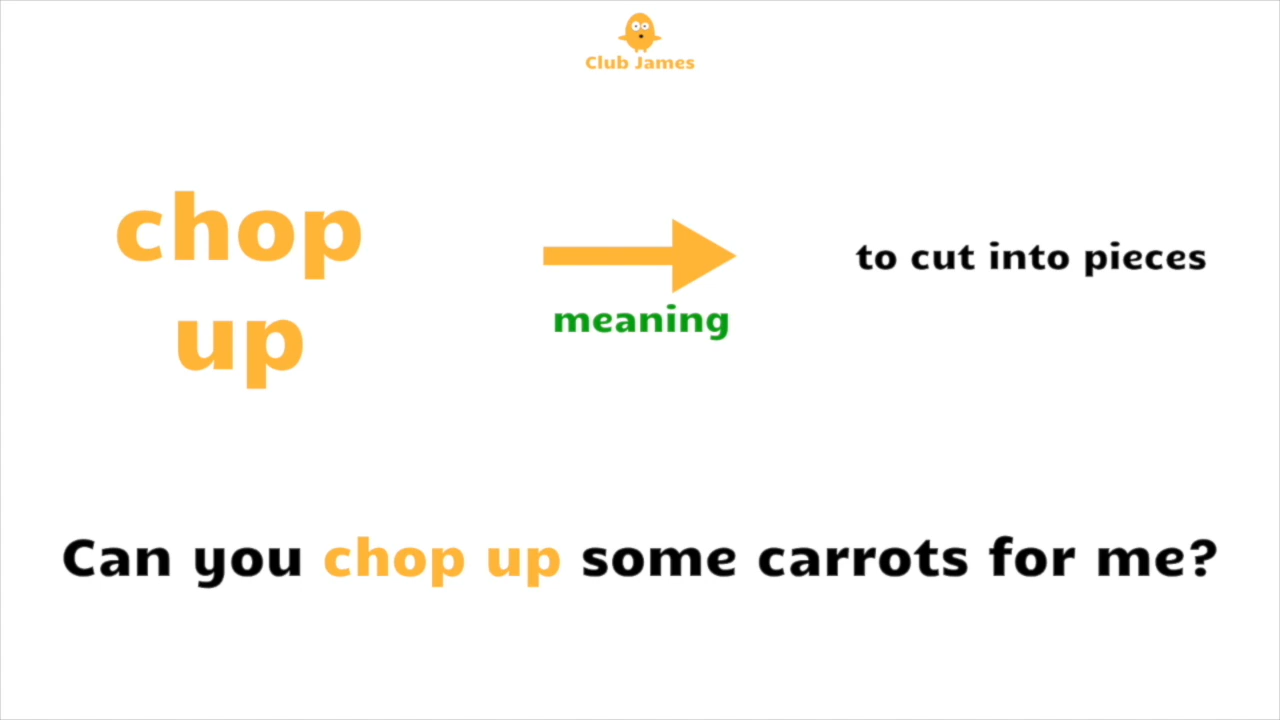 Club James
chop
up
meaning
to cut into pieces
Can you chop up some carrots for me?